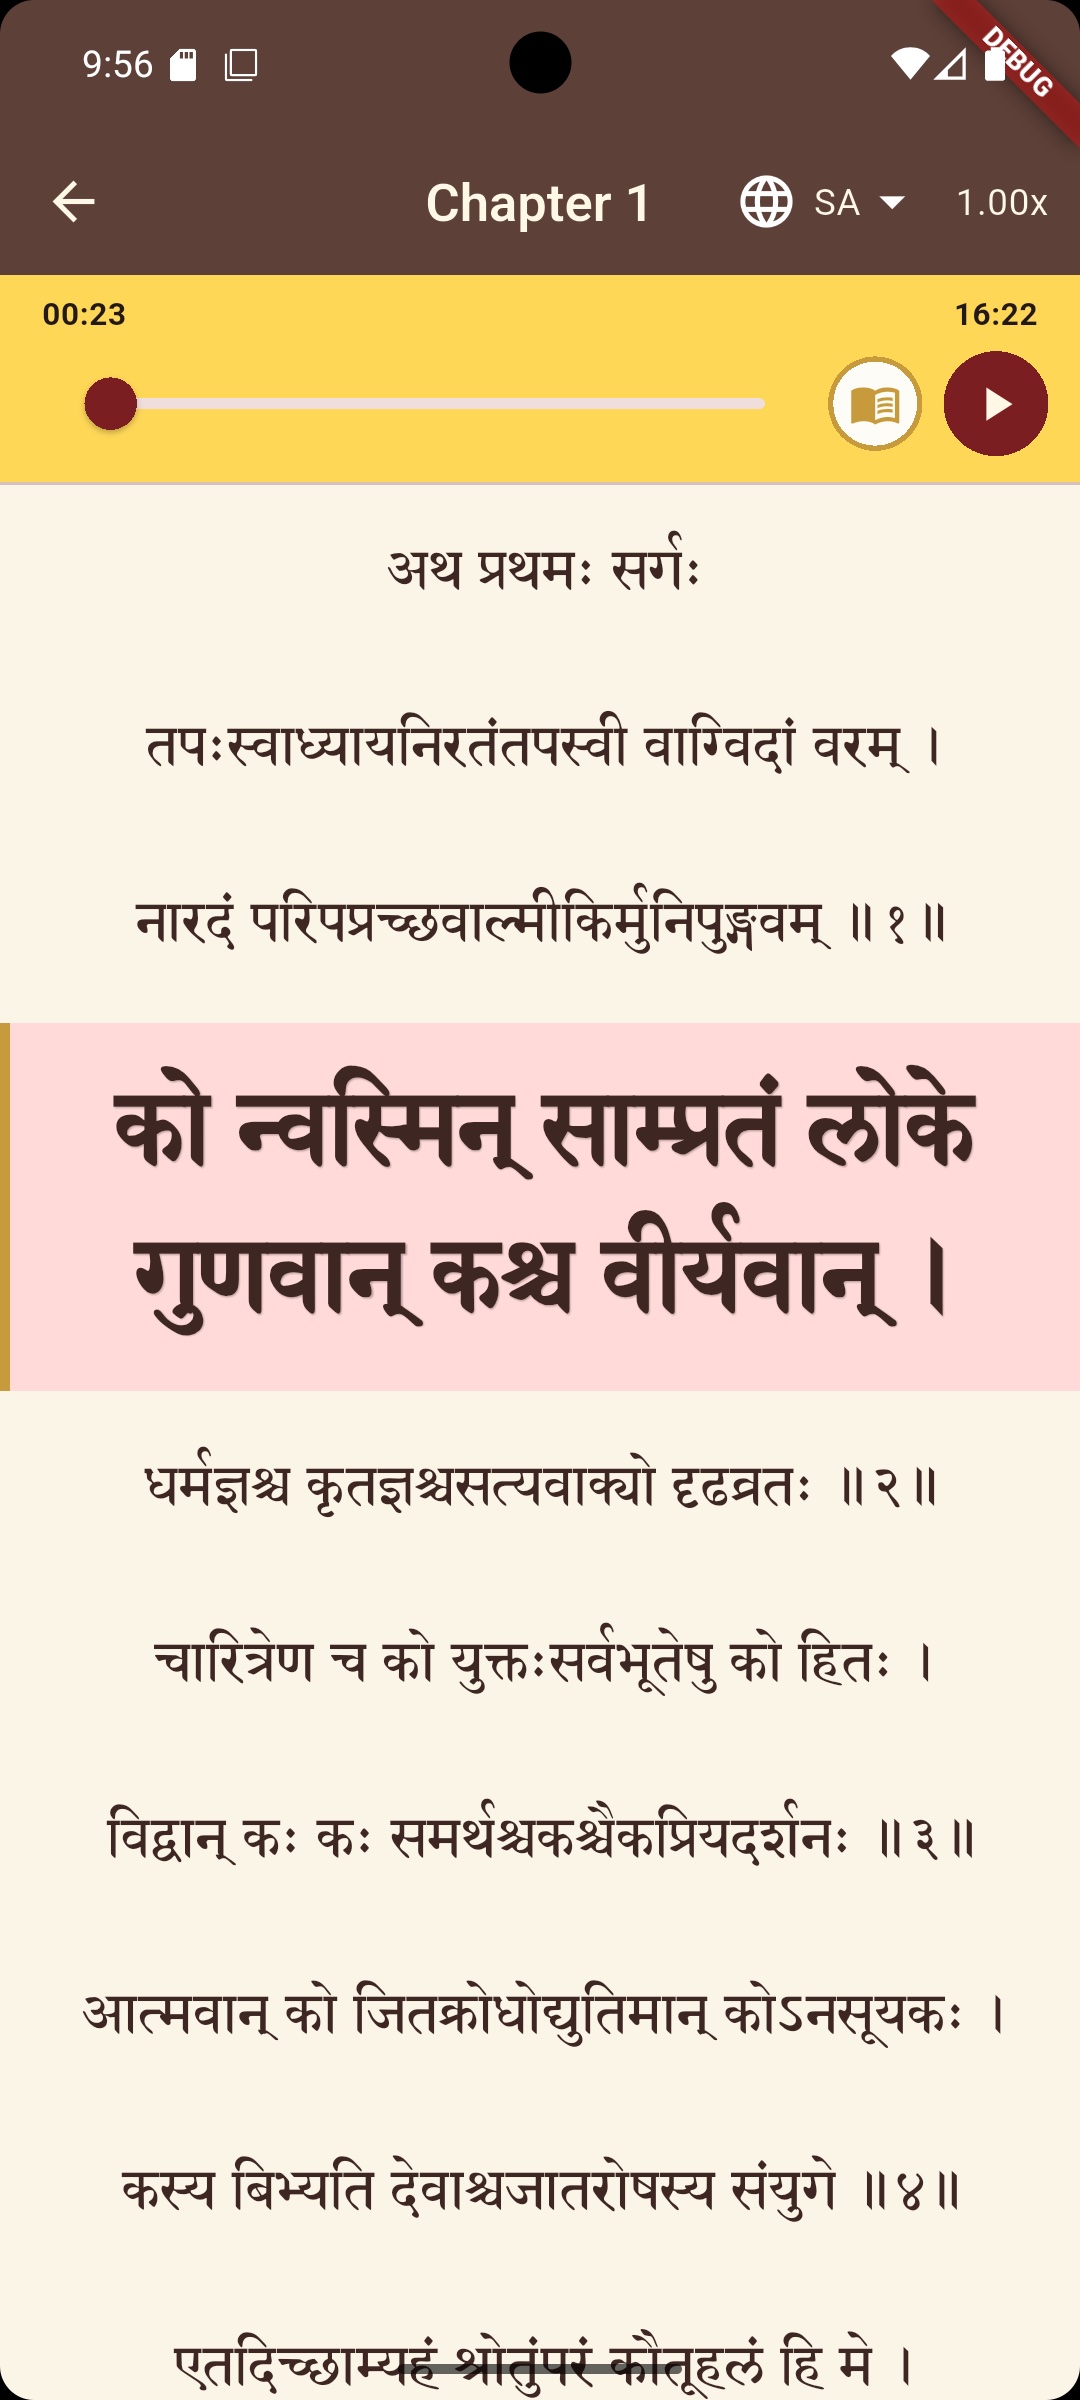 9:56
DEBUG
Chapter 1 SA 1.00x
00:23 16:22
अथ प्रथमः सर्गः
तपःस्वाध्यायनिरतंतपस्वी वाग्विदां वरम् ।
नारदं परिपप्रच्छवाल्मीकिर्मुनिपुङ्गवम् ॥१॥
को न्वस्मिन् साम्प्रतं लोके
गुणवान् कश्च वीर्यवान् ।
धर्मज्ञश्च कृतज्ञश्चसत्यवाक्यो दृढव्रतः ॥२॥
चारित्रेण च को युक्तःसर्वभूतेषु को हितः ।
विद्वान् कः कः समर्थश्चकश्चैकप्रियदर्शनः ॥३॥
आत्मवान् को जितक्रोधोद्युतिमान् कोऽनसूयकः ।
कस्य बिभ्यति देवाश्चजातरोषस्य संयुगे ॥४॥
एतदिच्छाम्यहं श्रोतुंपरं कौतूहलं हि मे ।